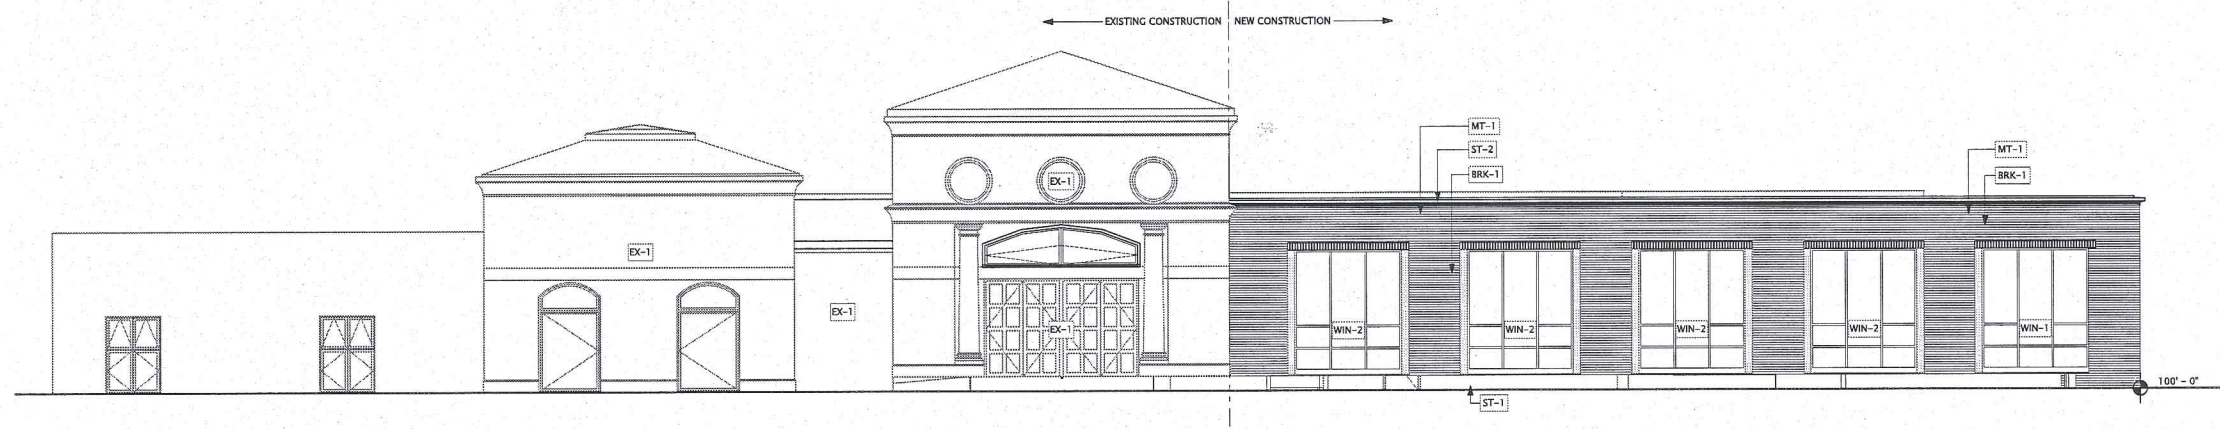 EXISTING CONSTRUCTION NEW CONSTRUCTION
MT-1
ST-2
MT-1
BRK-1
BRK-1
EX-1
EX-1
EX-1
EX-1
WIN-2
WIN-2
WIN-2
WIN-2
WIN-1
100' - 0"
ST-1